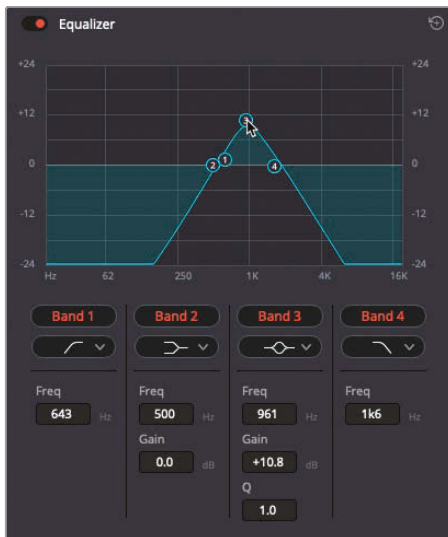 Equalizer
+24 +24
+12 3 +12
0 2 1 4 0
-12 -12
-24 -24
Hz 62 250 1K 4K 16K
Band 1 Band 2 Band 3 Band 4
Freq Freq Freq Freq
643 Hz 500 Hz 961 Hz 1k6 Hz
Gain Gain
0.0 dB +10.8 dB
Q
1.0